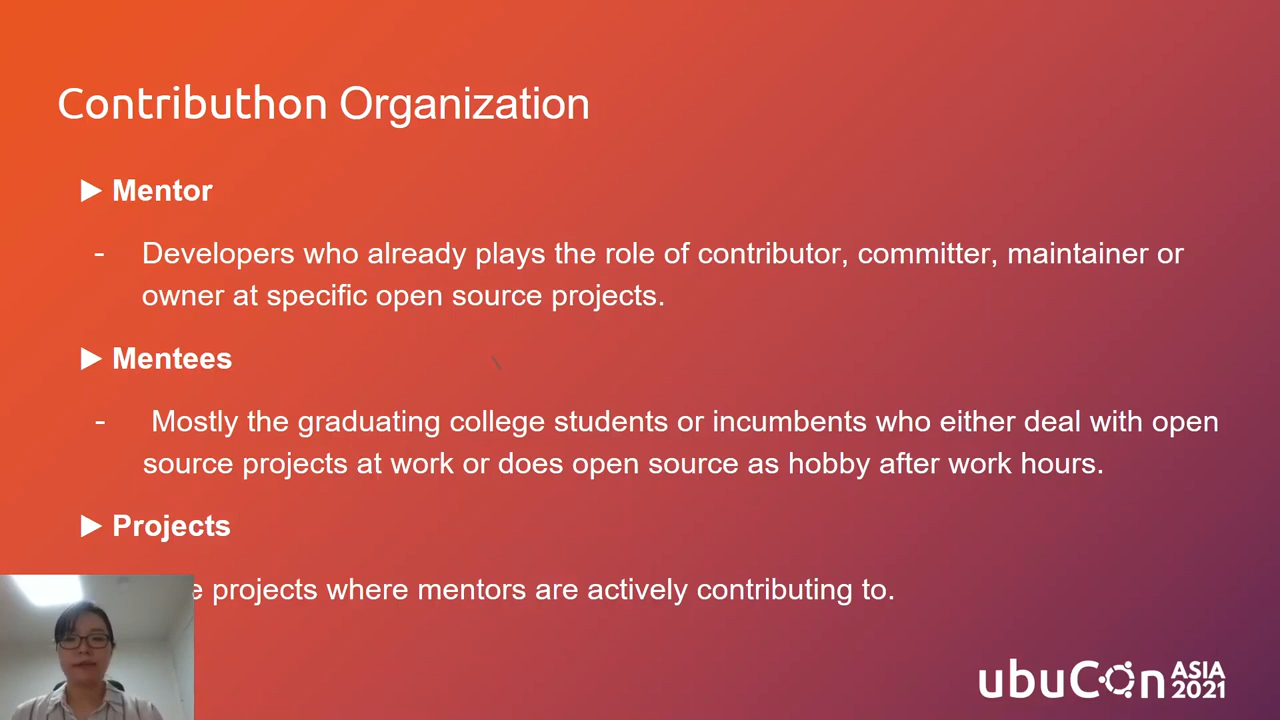 Contributhon Organization
▶ Mentor
- Developers who already plays the role of contributor, committer, maintainer or
owner at specific open source projects.
▶ Mentees
- Mostly the graduating college students or incumbents who either deal with open
source projects at work or does open source as hobby after work hours.
▶ Projects
projects where mentors are actively contributing to.
ubuCon ASIA 2021